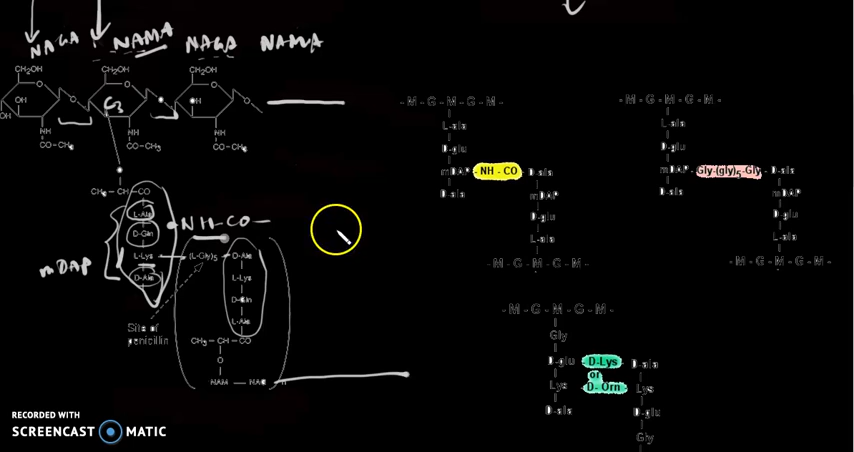 NAGA NAMA NAGA NAMA
CH₂OH CH₂OH CH₂OH
O O O
OH O C3 O OH O
OH
NH NH NH
CO-CH₃ CO-CH₃ CO-CH₃
CH₃ - CH - CO
L-Ala
NH-CO-
D-Gln
L-Lys (L-Gly)5 D-Ala
mDAP
D-Ala L-Lys
D-Gln
L-Ala
Site of
penicillin
CH₃ - CH - CO
O
NAM - NAG n
- M - G - M - G - M -
L-ala
D-glu
mDAP - NH - CO - D-ala
D-ala mDAP
D-glu
L-ala
- M - G - M - G - M -
- M - G - M - G - M -
L-ala
D-glu
mDAP - Gly-(gly)5-Gly - D-ala
D-ala mDAP
D-glu
L-ala
- M - G - M - G - M -
- M - G - M - G - M -
Gly
D-glu - D-Lys D-ala
or
Lys D- Orn - Lys
D-ala D-glu
Gly
RECORDED WITH
SCREENCAST MATIC